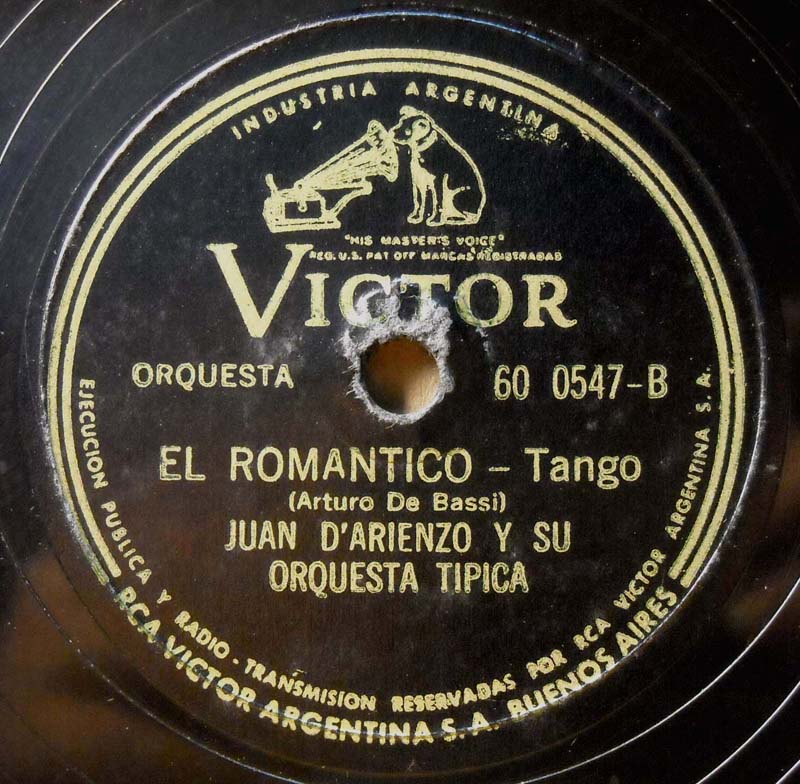 INDUSTRIA ARGENTINA
"HIS MASTER'S VOICE"
REG. U.S. PAT OFF MARCAS REGISTRADAS
VICTOR
ORQUESTA
60 0547-B
EL ROMANTICO - Tango
(Arturo De Bassi)
JUAN D'ARIENZO Y SU
ORQUESTA TIPICA
EJECUCION PUBLICA Y RADIO-TRANSMISION RESERVADAS POR RCA VICTOR ARGENTINA S.A.
RCA VICTOR ARGENTINA S.A. BUENOS AIRES